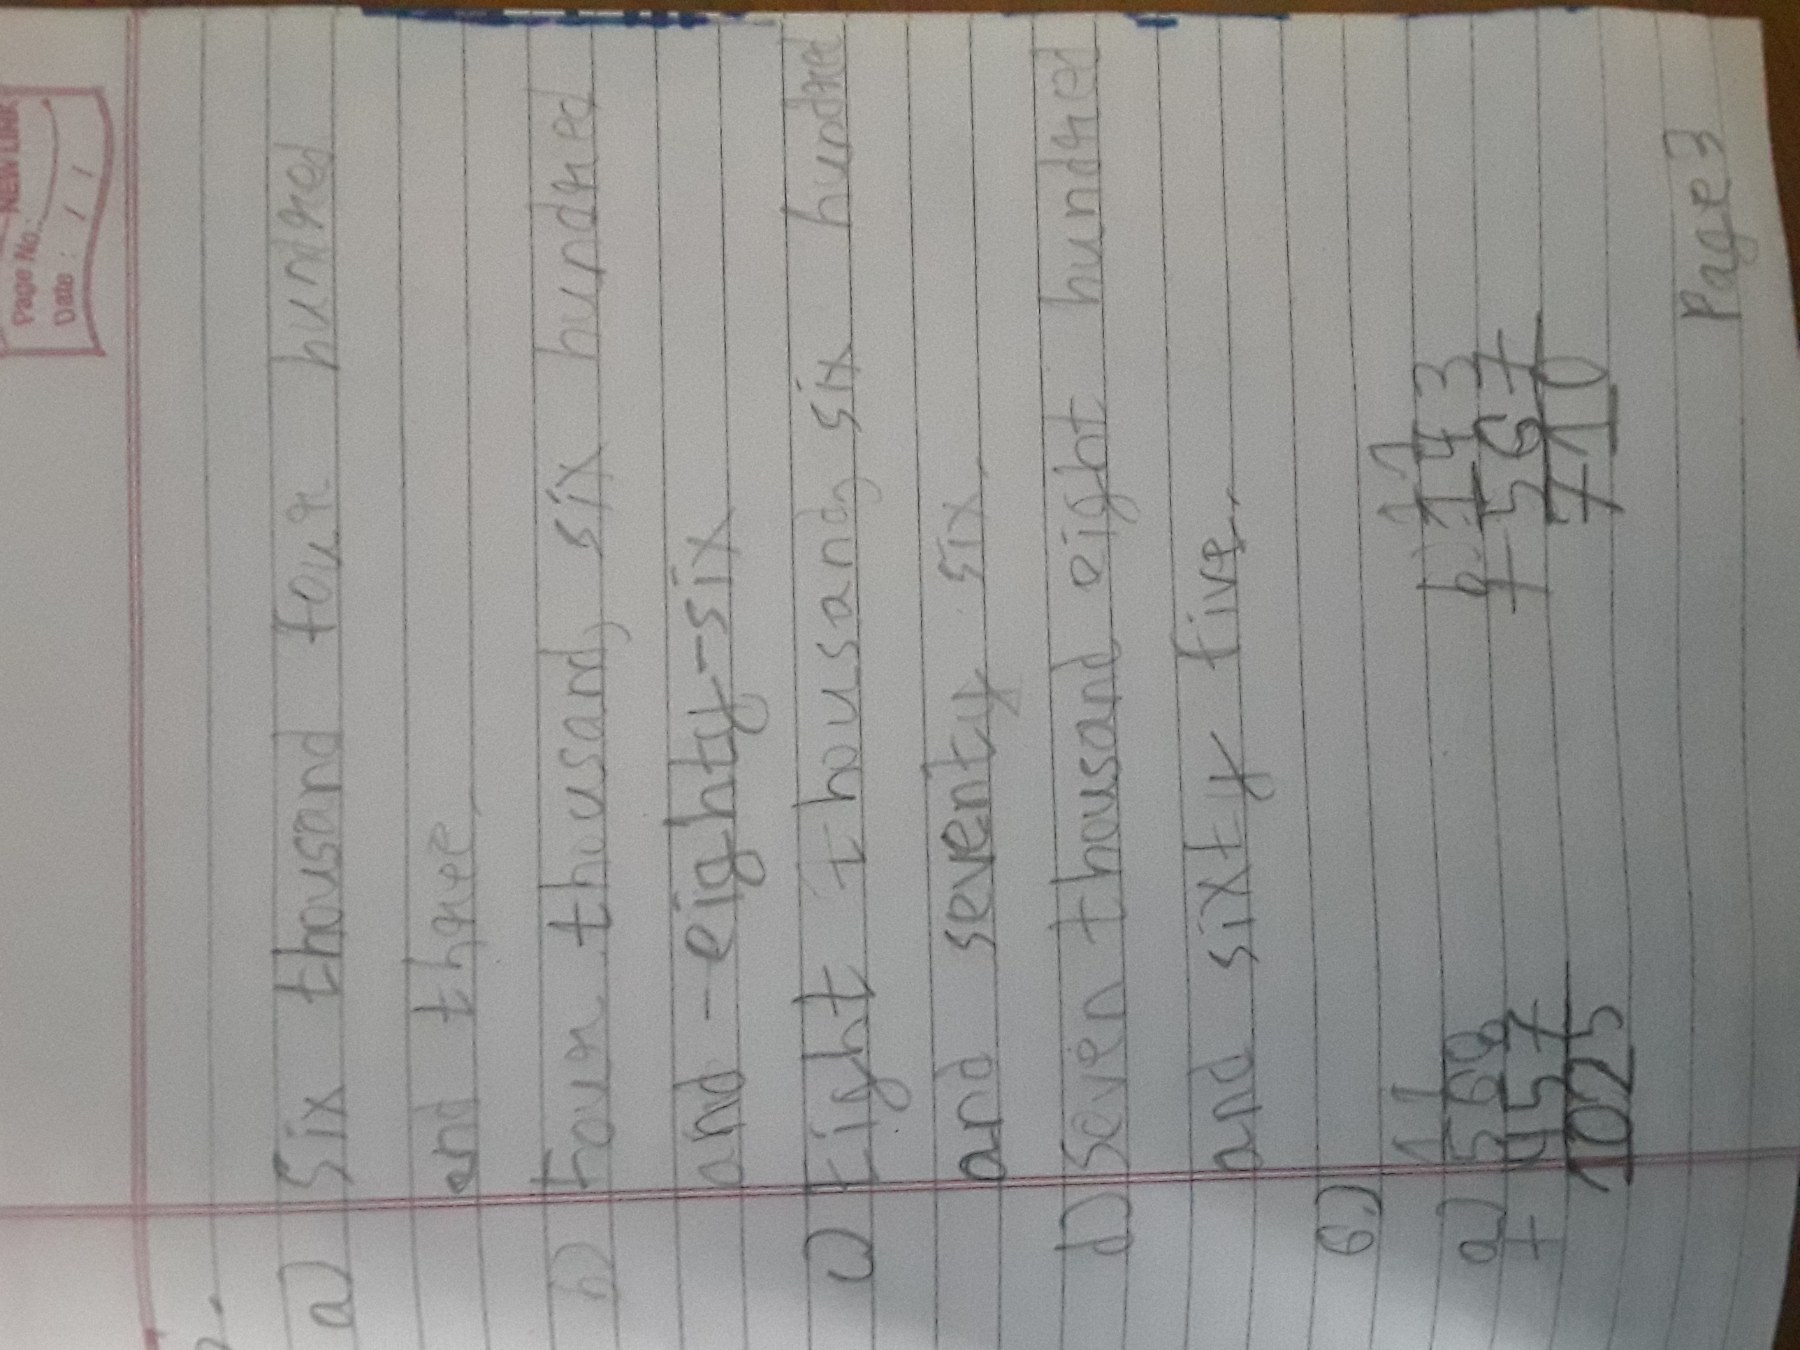 NEW LINK
Page No.:
Date : / /
a) Six thousand four hundred
and three.
b) Four thousand, six hundred
and -eighty-six
c) Eight thousand, six hundred
and seventy six.
d) Seven thousand eight hundred
and sixty five.
6.)
1 1 1 1
a) 568 b) 143
+ 457 + 567
1025 710
Page 3